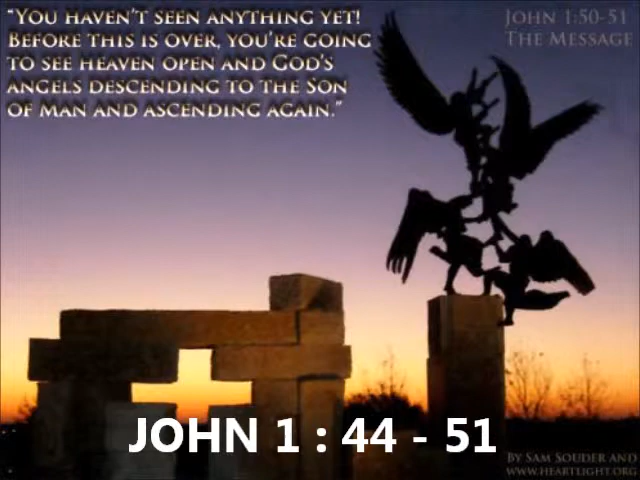 “You haven’t seen anything yet!
Before this is over, you’re going
to see heaven open and God’s
angels descending to the Son
of Man and ascending again.”
John 1:50-51
The Message
JOHN 1 : 44 - 51
By Sam Souder and
www.heartlight.org